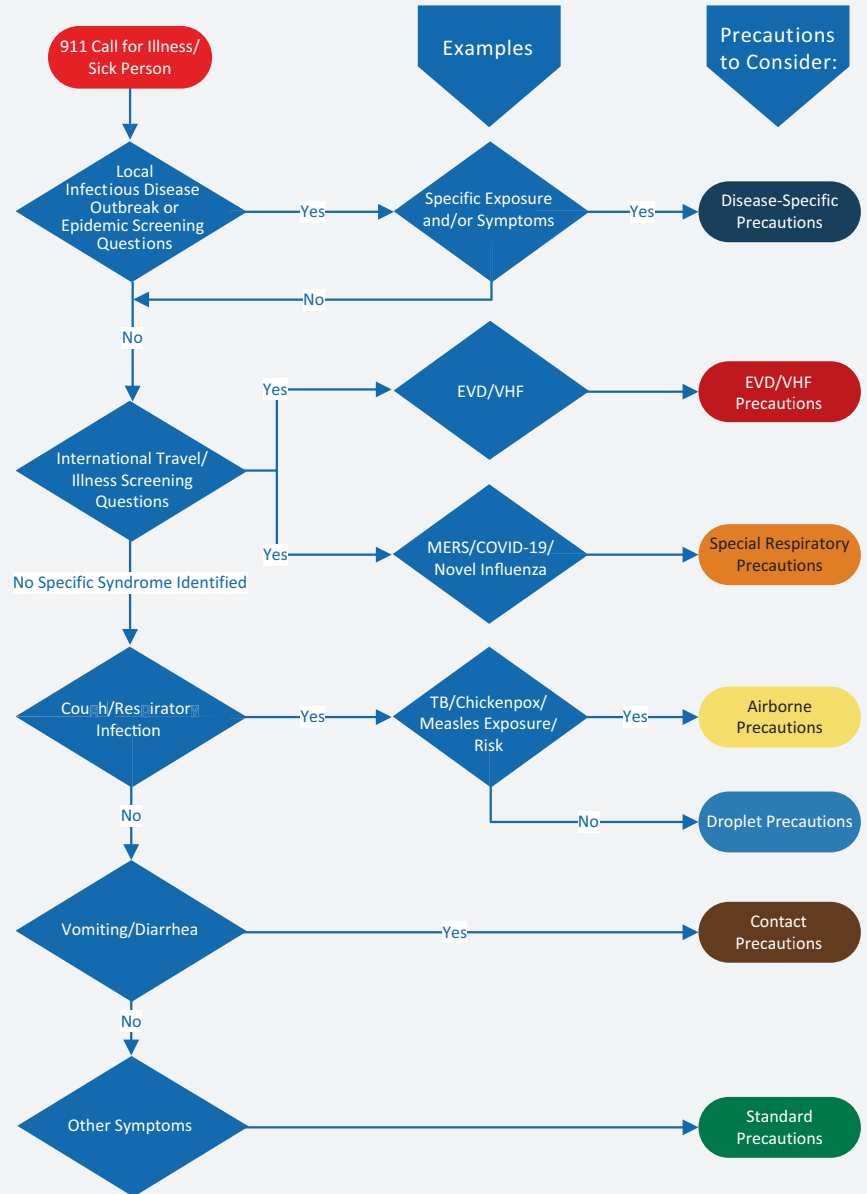 911 Call for Illness/
Sick Person
Examples
Precautions
to Consider:
Local
Infectious Disease
Outbreak or
Epidemic Screening
Questions
Yes
Specific Exposure
and/or Symptoms
Yes
Disease-Specific
Precautions
No
No
International Travel/
Illness Screening
Questions
Yes
EVD/VHF
EVD/VHF
Precautions
Yes
MERS/COVID-19/
Novel Influenza
Special Respiratory
Precautions
No Specific Syndrome Identified
Infection
Yes
TB/Chickenpox/
Measles Exposure/
Risk
Yes
Airborne
Precautions
No
Droplet Precautions
No
Vomiting/Diarrhea
Yes
Contact
Precautions
No
Other Symptoms
Standard
Precautions